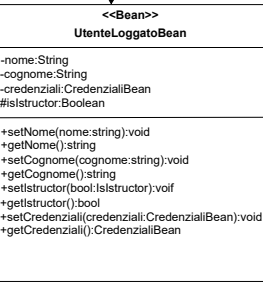 <<Bean>>
UtenteLoggatoBean
-nome:String
-cognome:String
-credenziali:CredenzialiBean
#isIstructor:Boolean
+setNome(nome:string):void
+getNome():string
+setCognome(cognome:string):void
+getCognome():string
+setIstructor(bool:IsIstructor):voif
+getIstructor():bool
+setCredenziali(credenziali:CredenzialiBean):void
+getCredenziali():CredenzialiBean